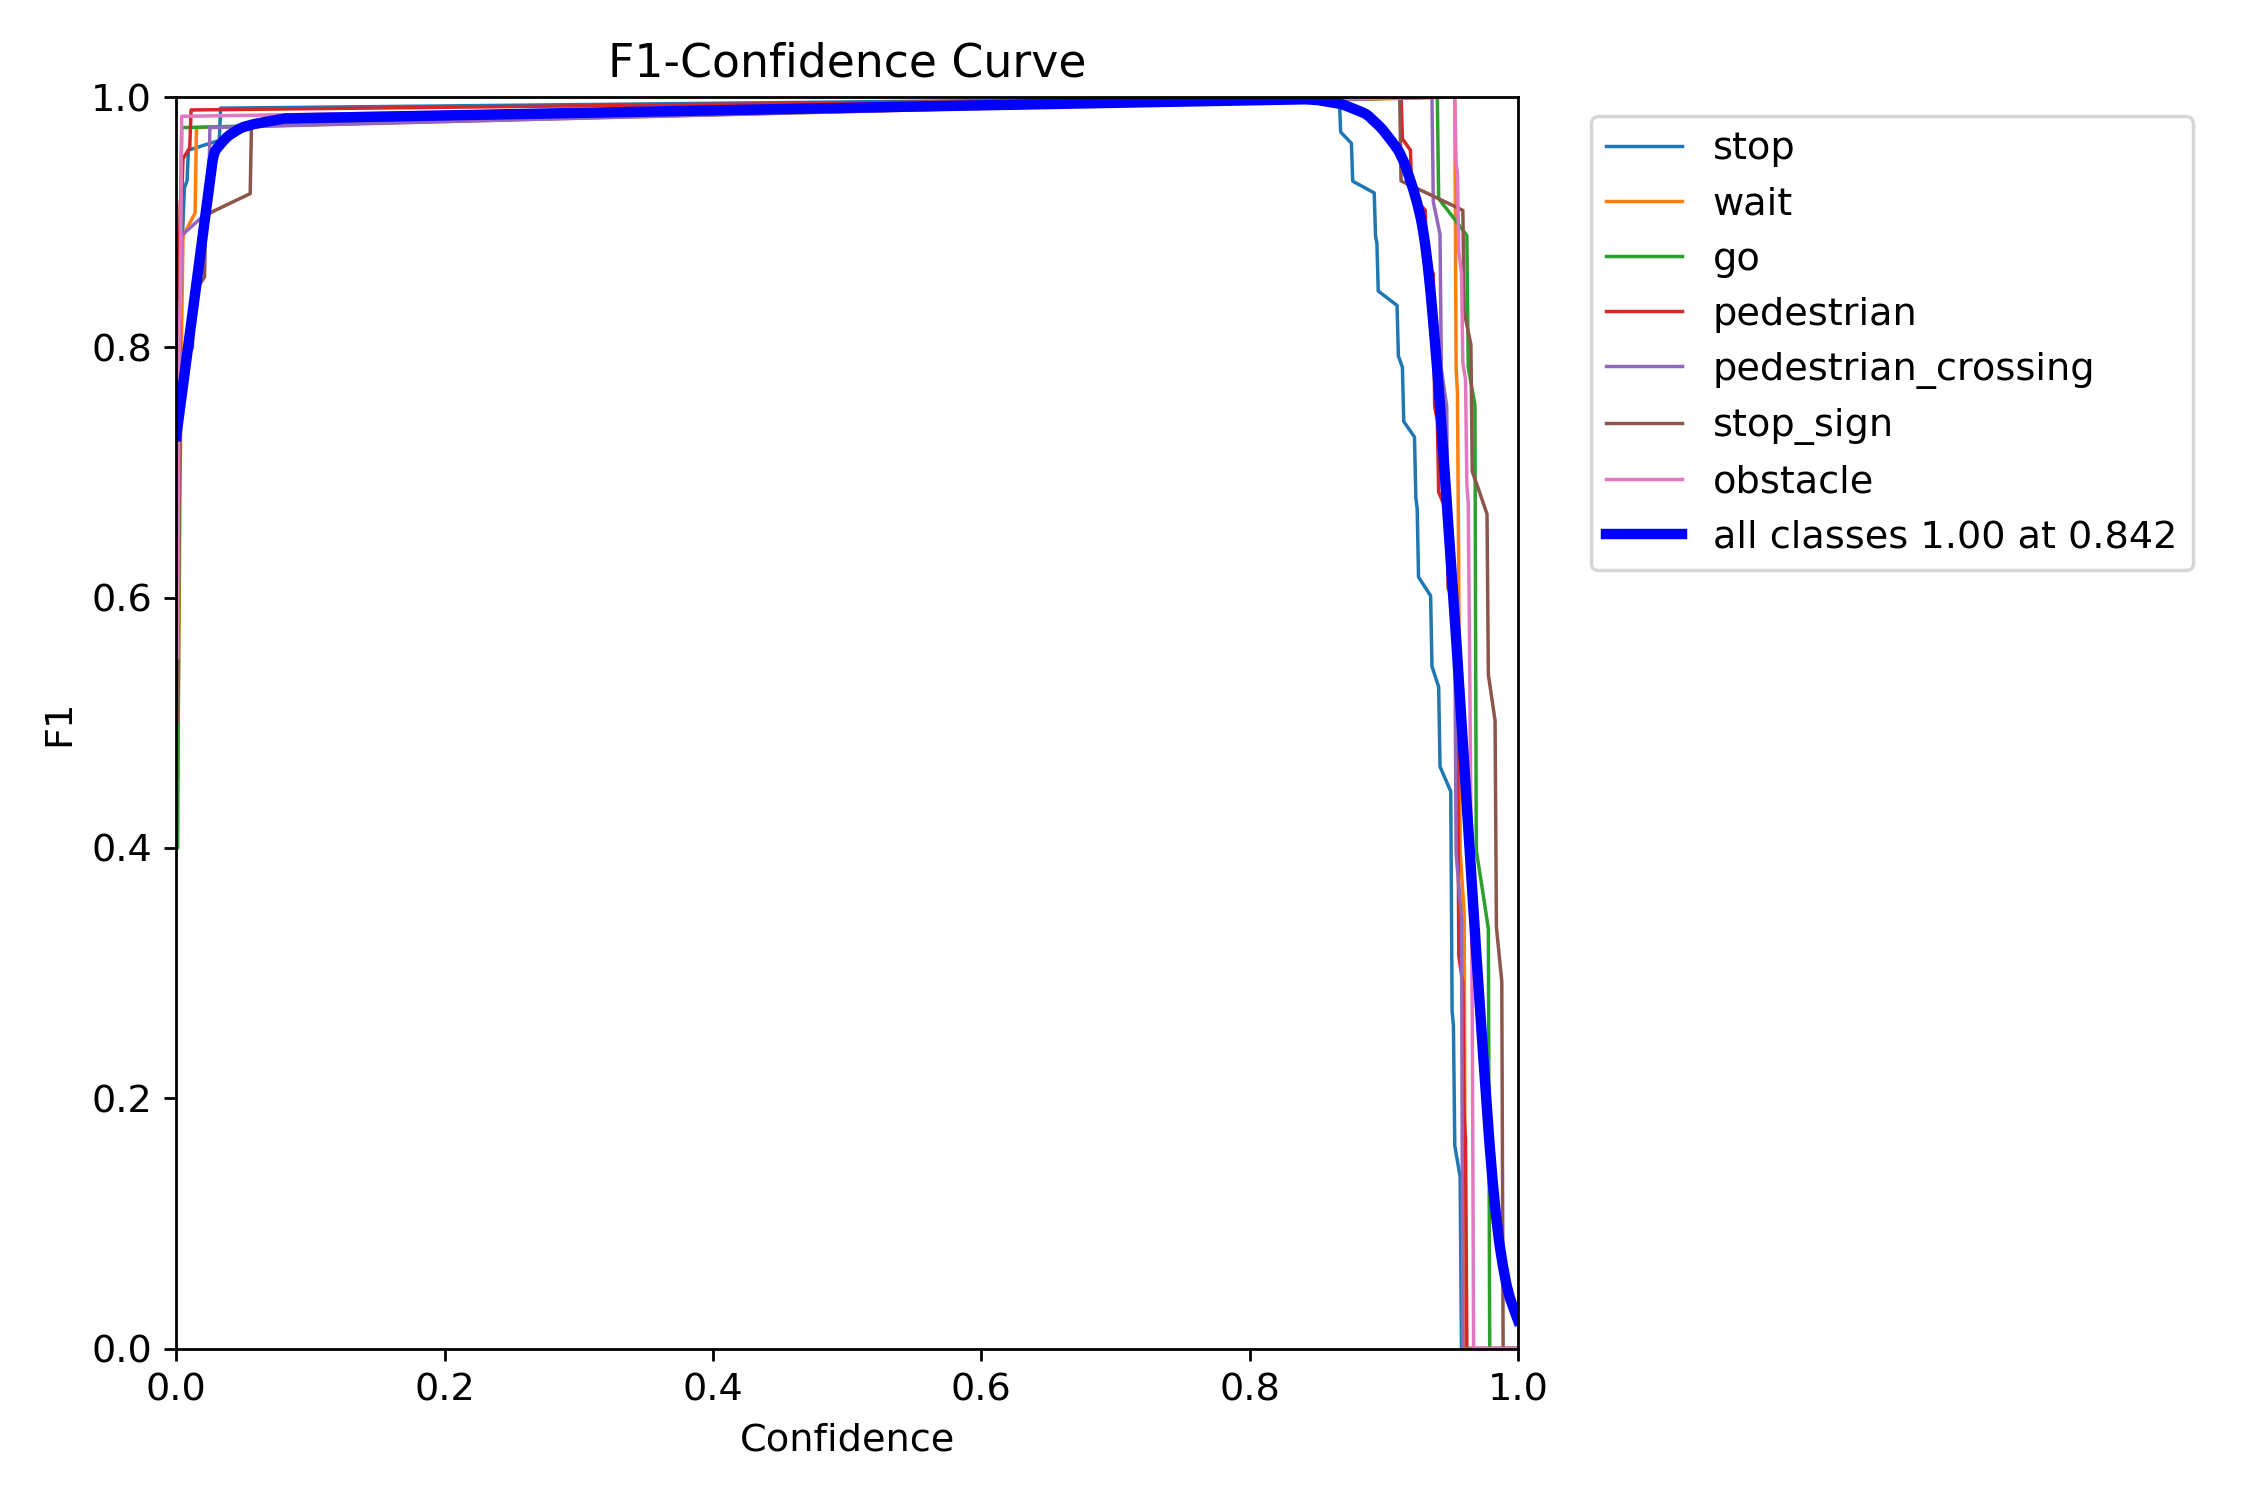 F1-Confidence Curve
1.0
0.8
0.6
0.4
0.2
0.0
F1
0.0 0.2 0.4 0.6 0.8 1.0
Confidence
stop
wait
go
pedestrian
pedestrian_crossing
stop_sign
obstacle
all classes 1.00 at 0.842